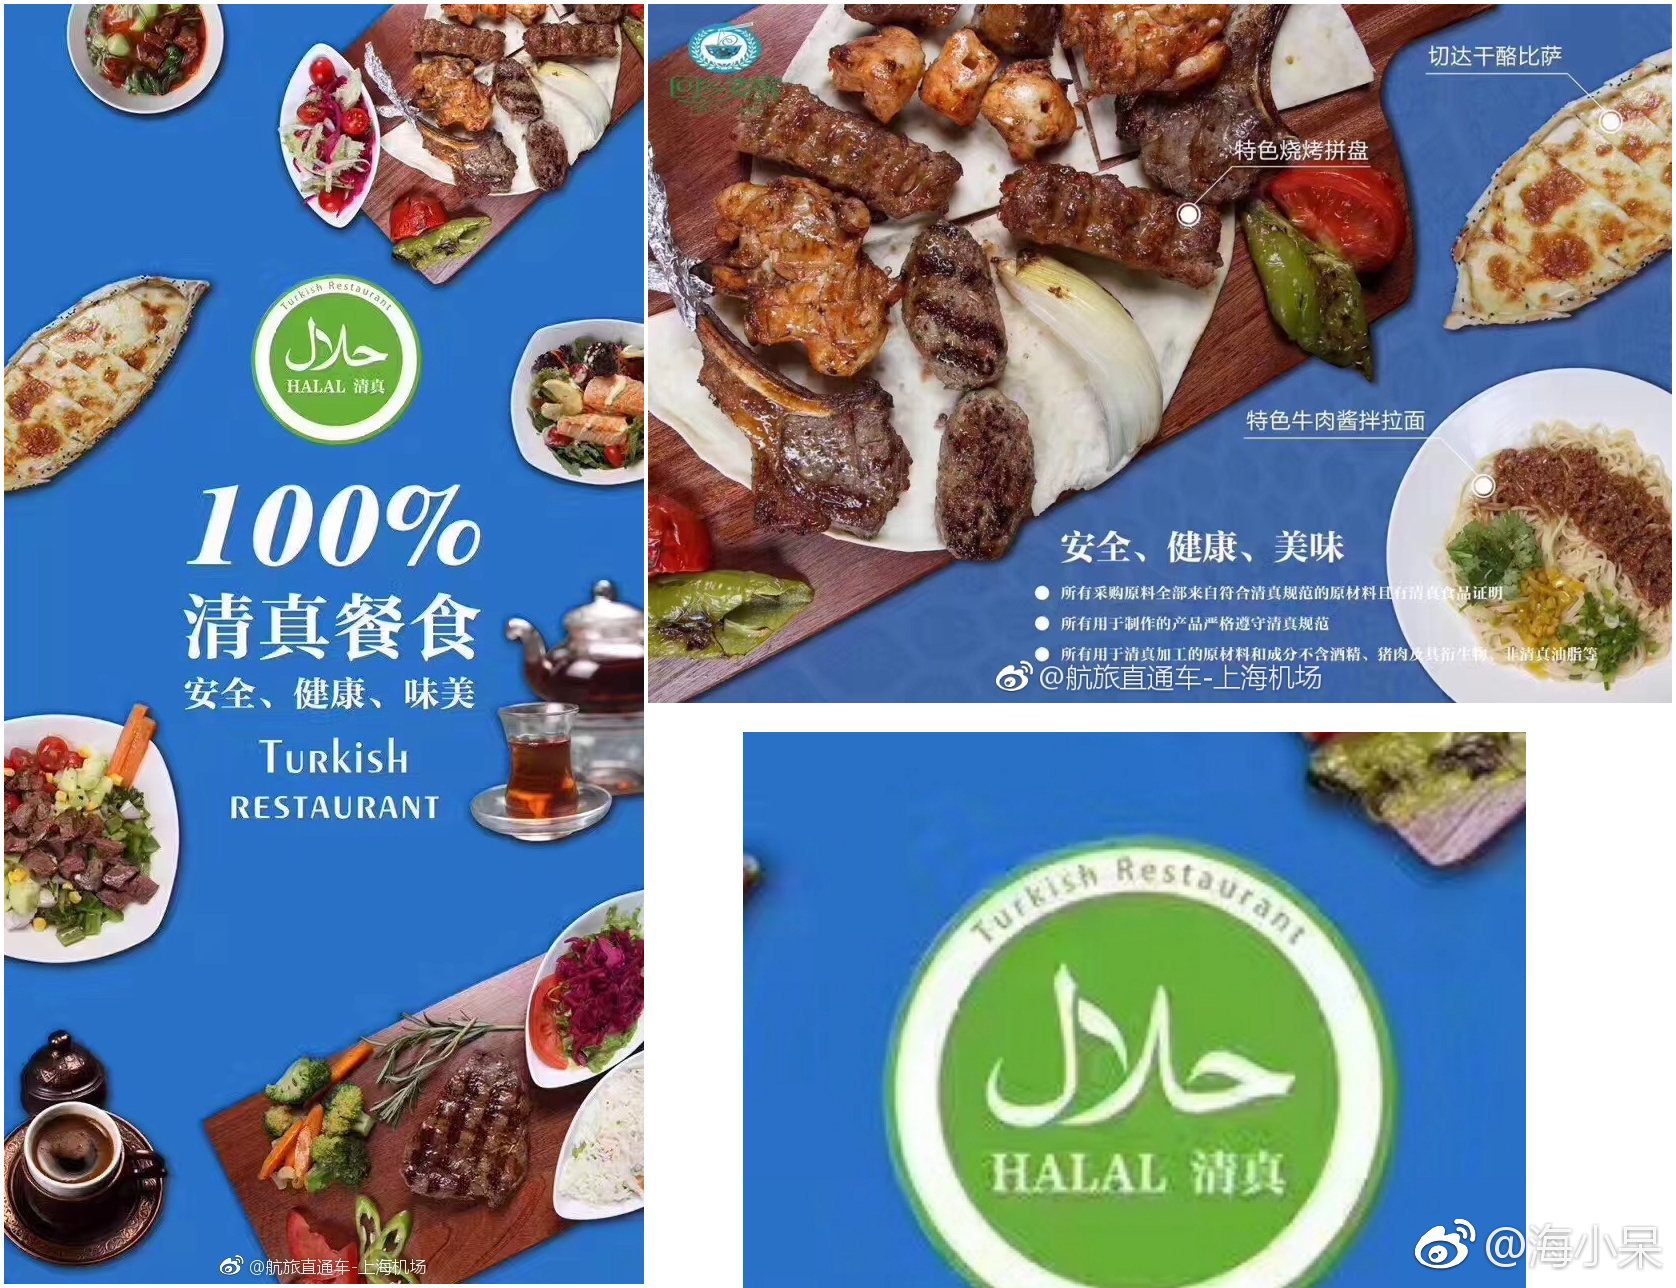 Turkish Restaurant
حلال
HALAL 清真
100%
清真餐食
安全、健康、味美
Turkish
RESTAURANT
@航旅直通车-上海机场
切达干酪比萨
特色烧烤拼盘
特色牛肉酱拌拉面
安全、健康、美味
所有采购原料全部来自符合清真规范的原材料且有清真食品证明
所有用于制作的产品严格遵守清真规范
所有用于清真加工的原材料和成分不含酒精、猪肉及其衍生物、非清真油脂等
@航旅直通车-上海机场
Turkish Restaurant
حلال
HALAL 清真
@海小呆